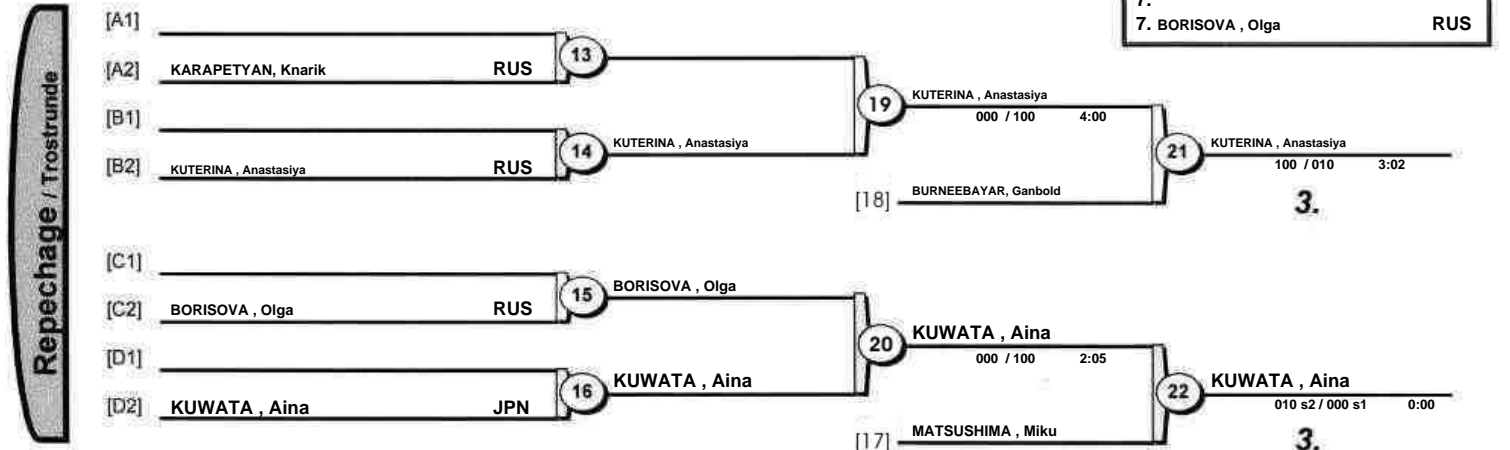 7.
7. BORISOVA , Olga RUS
Repechage / Trostrunde
[A1]
[A2] KARAPETYAN, Knarik RUS
13
[B1]
[B2] KUTERINA , Anastasiya RUS
14 KUTERINA , Anastasiya
19 KUTERINA , Anastasiya
000 / 100 4:00
[18] BURNEEBAYAR, Ganbold
21 KUTERINA , Anastasiya
100 / 010 3:02
3.
[C1]
[C2] BORISOVA , Olga RUS
15 BORISOVA , Olga
[D1]
[D2] KUWATA , Aina JPN
16 KUWATA , Aina
20 KUWATA , Aina
000 / 100 2:05
[17] MATSUSHIMA , Miku
22 KUWATA , Aina
010 s2 / 000 s1 0:00
3.